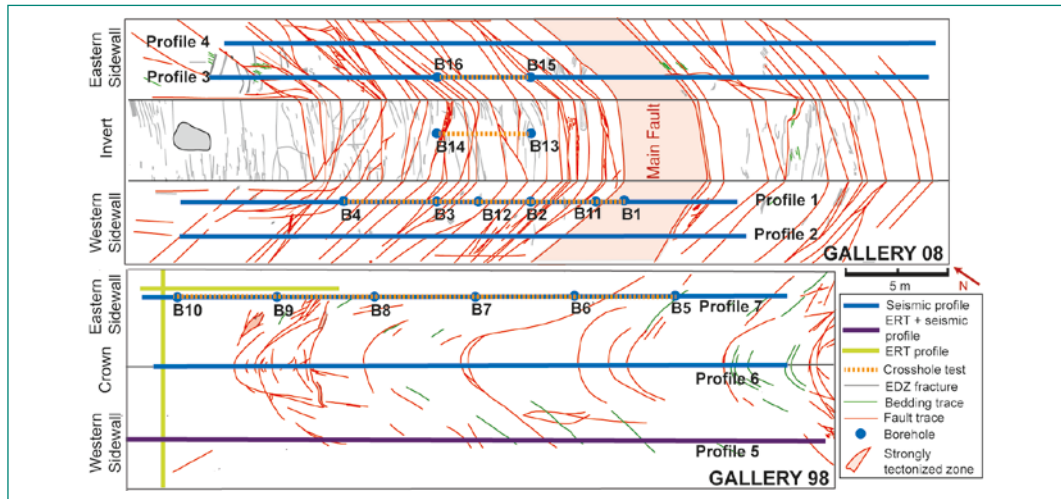 Eastern
Sidewall
Profile 4
Profile 3
B16
B15
Invert
B14
B13
Main Fault
Western
Sidewall
B4
B3
B12
B2
B11
B1
Profile 1
Profile 2
GALLERY 08
5 m
N
Eastern
Sidewall
B10
B9
B8
B7
B6
B5
Profile 7
Crown
Profile 6
Western
Sidewall
Profile 5
GALLERY 98
Seismic profile
ERT + seismic
profile
ERT profile
Crosshole test
EDZ fracture
Bedding trace
Fault trace
Borehole
Strongly
tectonized zone